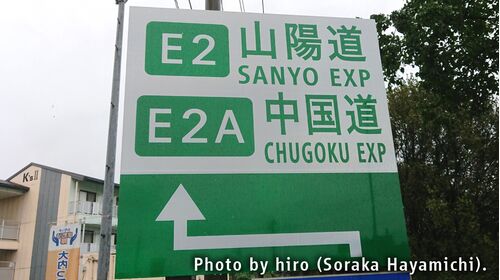 E2 山陽道
SANYO EXP
E2A 中国道
CHUGOKU EXP
K's II
大内つ
Photo by hiro (Soraka Hayamichi).